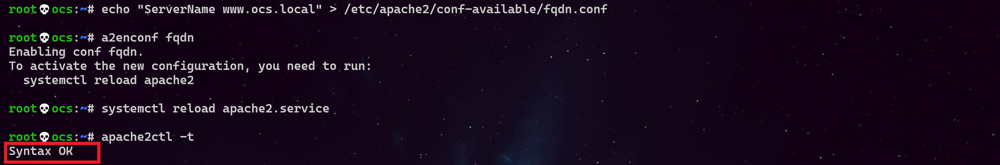 root💀ocs:~# echo "ServerName www.ocs.local" > /etc/apache2/conf-available/fqdn.conf
root💀ocs:~# a2enconf fqdn
Enabling conf fqdn.
To activate the new configuration, you need to run:
  systemctl reload apache2
root💀ocs:~# systemctl reload apache2.service
root💀ocs:~# apache2ctl -t
Syntax OK